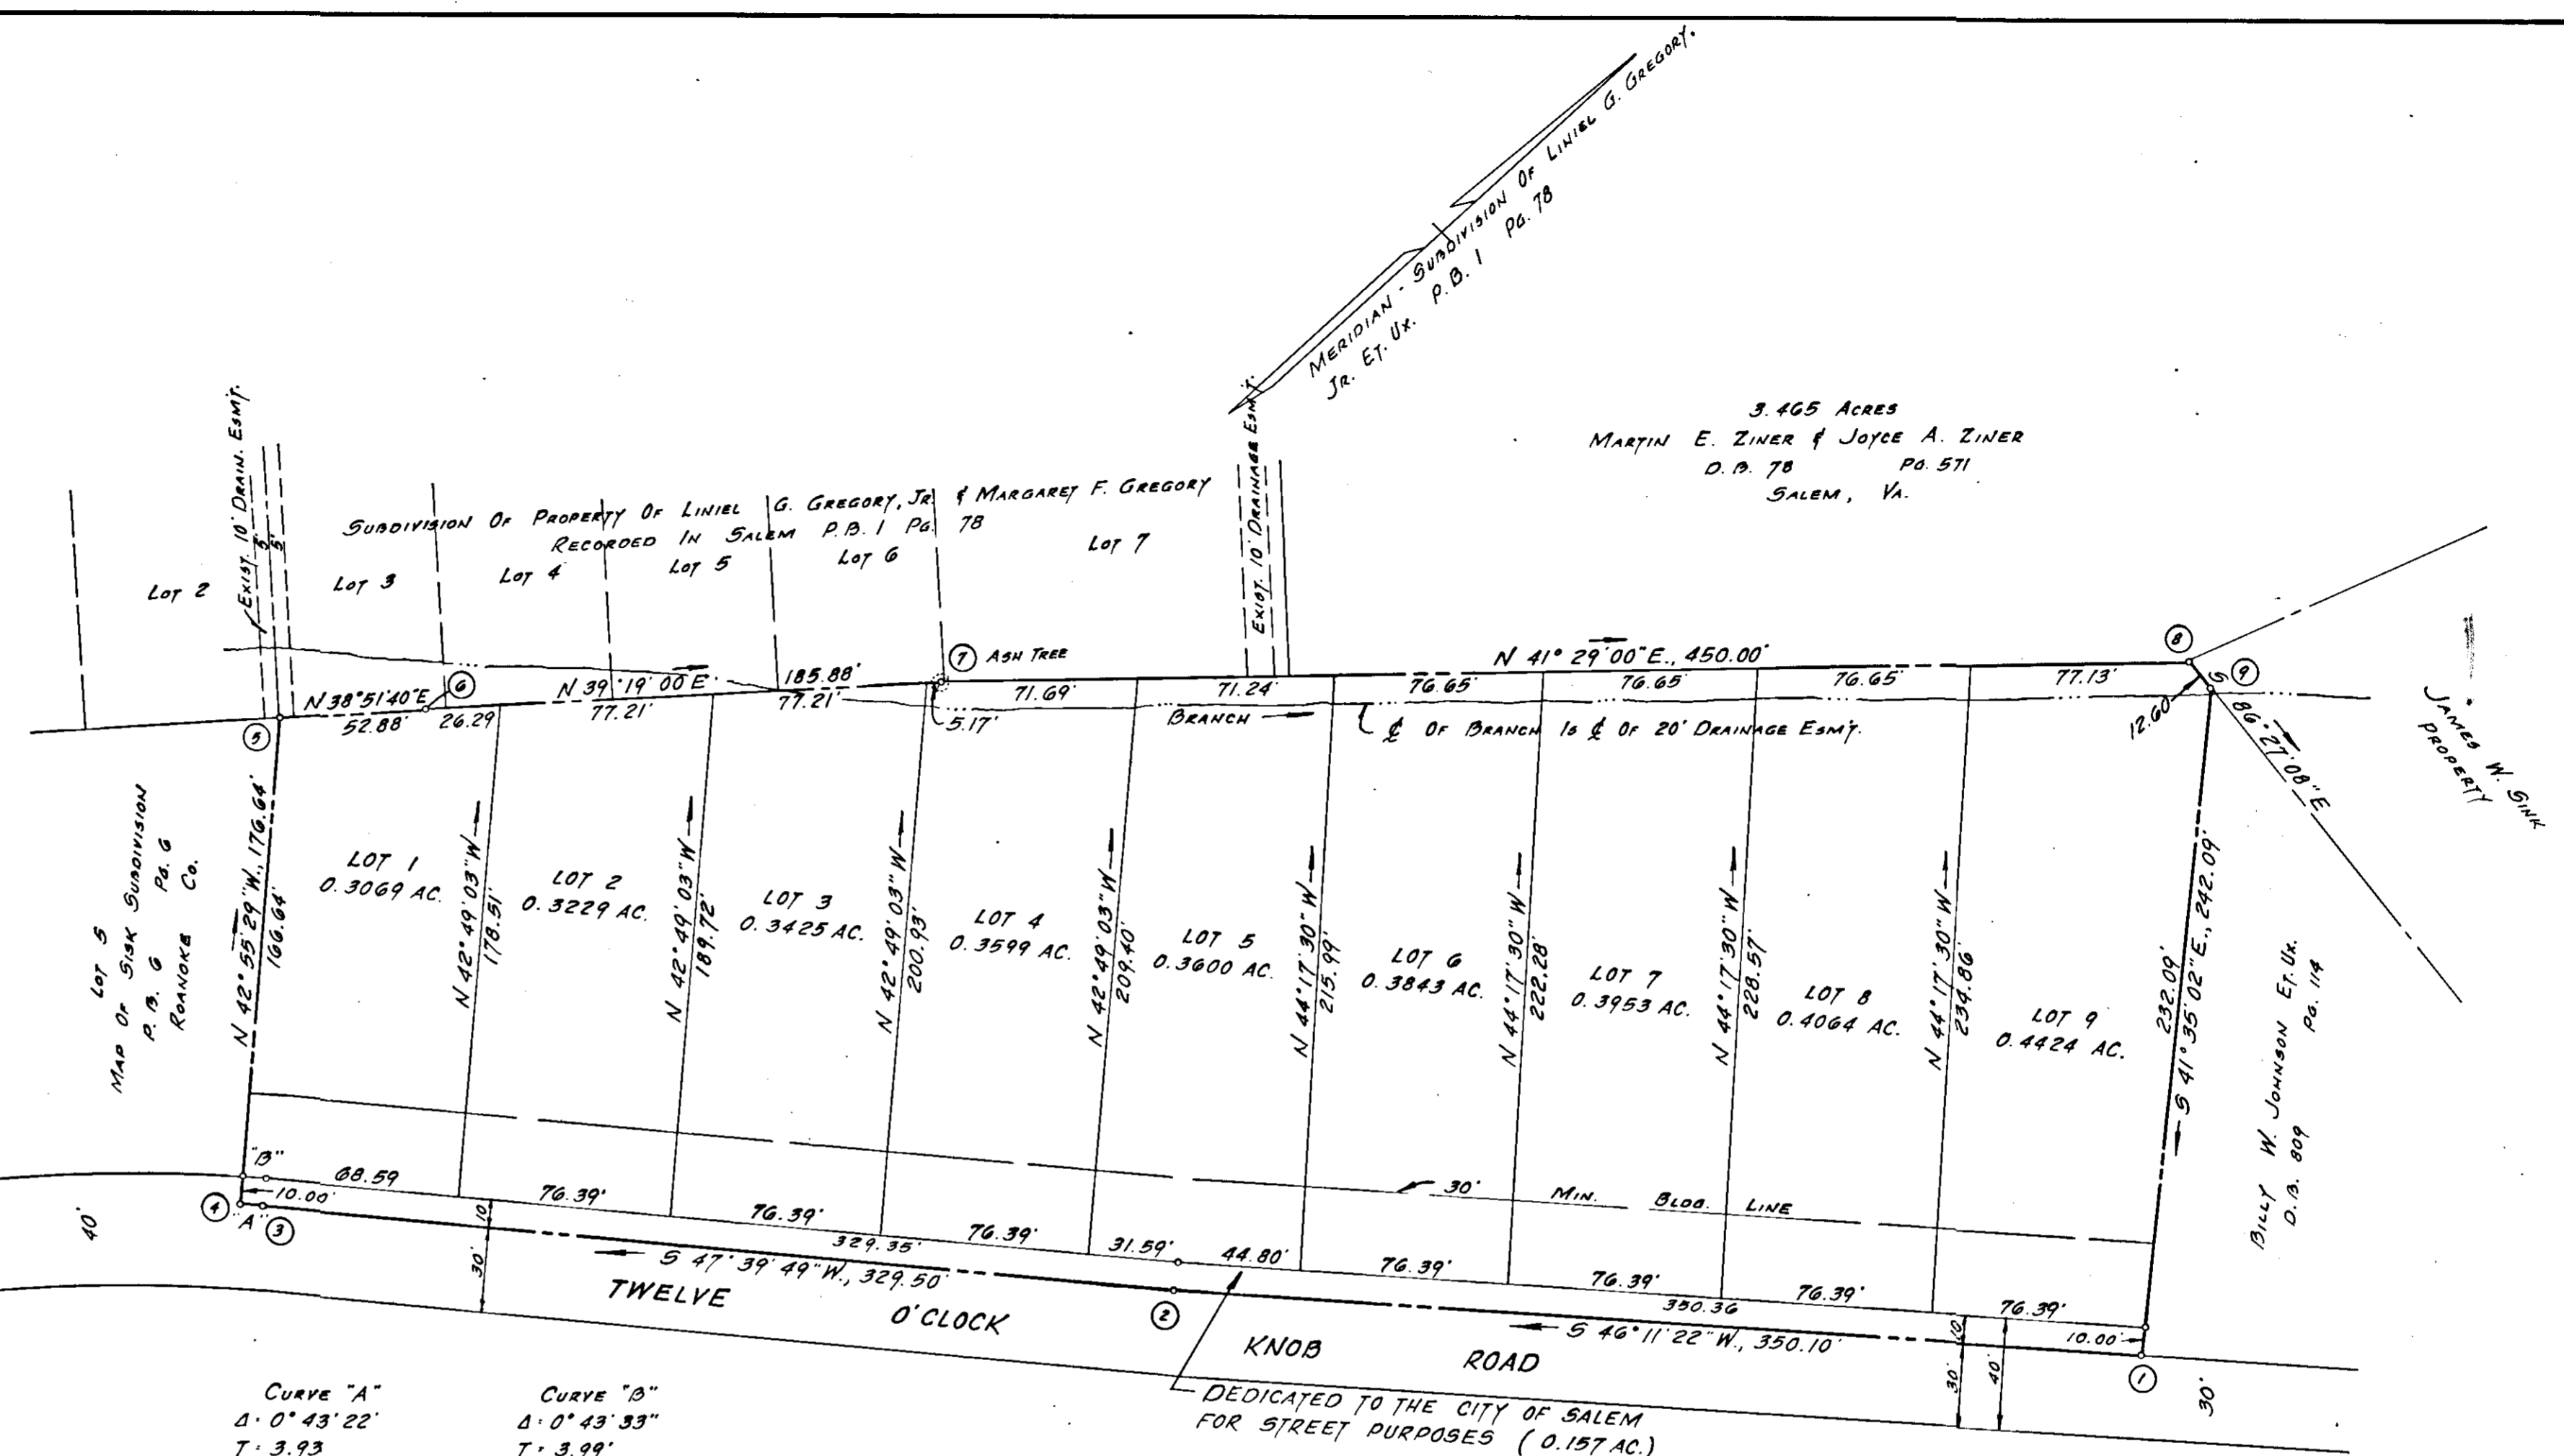 MERIDIAN - SUBDIVISION OF LINIEL G. GREGORY.
JR. ET. UX. P.B. 1 PG. 78
3.465 ACRES
MARTIN E. ZINER & JOYCE A. ZINER
D.B. 78 PG. 571
SALEM, VA.
EXIST. 10' DRAIN. ESM'T.
5'
5'
EXIST. 10' DRAINAGE ESM'T.
SUBDIVISION OF PROPERTY OF LINIEL G. GREGORY, JR. & MARGARET F. GREGORY
RECORDED IN SALEM P.B. 1 PG. 78
LOT 2
LOT 3
LOT 4
LOT 5
LOT 6
LOT 7
5
N 38° 51' 40" E
52.88'
6
26.29
N 39° 19' 00" E.
185.88'
77.21'
77.21'
7 ASH TREE
5.17'
N 41° 29' 00" E., 450.00'
71.69'
71.24'
76.65'
76.65'
76.65'
77.13'
8
9
12.60
S 86° 27' 08" E.
BRANCH
℄ OF BRANCH IS ℄ OF 20' DRAINAGE ESM'T.
JAMES W. SINK
PROPERTY
LOT 5
MAP OF SISK SUBDIVISION
P.B. 6 PG. 6
ROANOKE CO.
N 42° 55' 29" W., 176.64'
166.64'
LOT 1
0.3069 AC.
N 42° 49' 03" W
178.51'
LOT 2
0.3229 AC.
N 42° 49' 03" W
189.72'
LOT 3
0.3425 AC.
N 42° 49' 03" W
200.93'
LOT 4
0.3599 AC.
N 42° 49' 03" W
209.40'
LOT 5
0.3600 AC.
N 44° 17' 30" W
215.99'
LOT 6
0.3843 AC.
N 44° 17' 30" W
222.28'
LOT 7
0.3953 AC.
N 44° 17' 30" W
228.57'
LOT 8
0.4064 AC.
N 44° 17' 30" W
234.86'
LOT 9
0.4424 AC.
232.09'
S 41° 35' 02" E., 242.09'
BILLY W. JOHNSON ET. UX.
D.B. 809 PG. 114
30' MIN. BLDG. LINE
"B"
68.59
76.39'
76.39'
76.39'
31.59'
44.80'
76.39'
76.39'
76.39'
76.39'
10.00'
4
"A"
3
329.35'
S 47° 39' 49" W., 329.50'
2
350.36
S 46° 11' 22" W., 350.10'
10.00'
1
40'
10'
30'
10'
30'
40'
30'
TWELVE O'CLOCK KNOB ROAD
DEDICATED TO THE CITY OF SALEM
FOR STREET PURPOSES (0.157 AC.)
CURVE "A"
Δ = 0° 43' 22"
T = 3.93
CURVE "B"
Δ = 0° 43' 33"
T = 3.99'